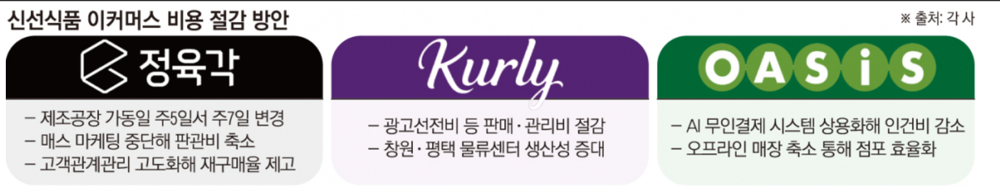 신선식품 이커머스 비용 절감 방안
※ 출처: 각 사
정육각
– 제조공장 가동일 주5일서 주7일 변경
– 매스 마케팅 중단해 판관비 축소
– 고객관계관리 고도화해 재구매율 제고
Kurly
– 광고선전비 등 판매·관리비 절감
– 창원·평택 물류센터 생산성 증대
OASiS
– AI 무인결제 시스템 상용화해 인건비 감소
– 오프라인 매장 축소 통해 점포 효율화